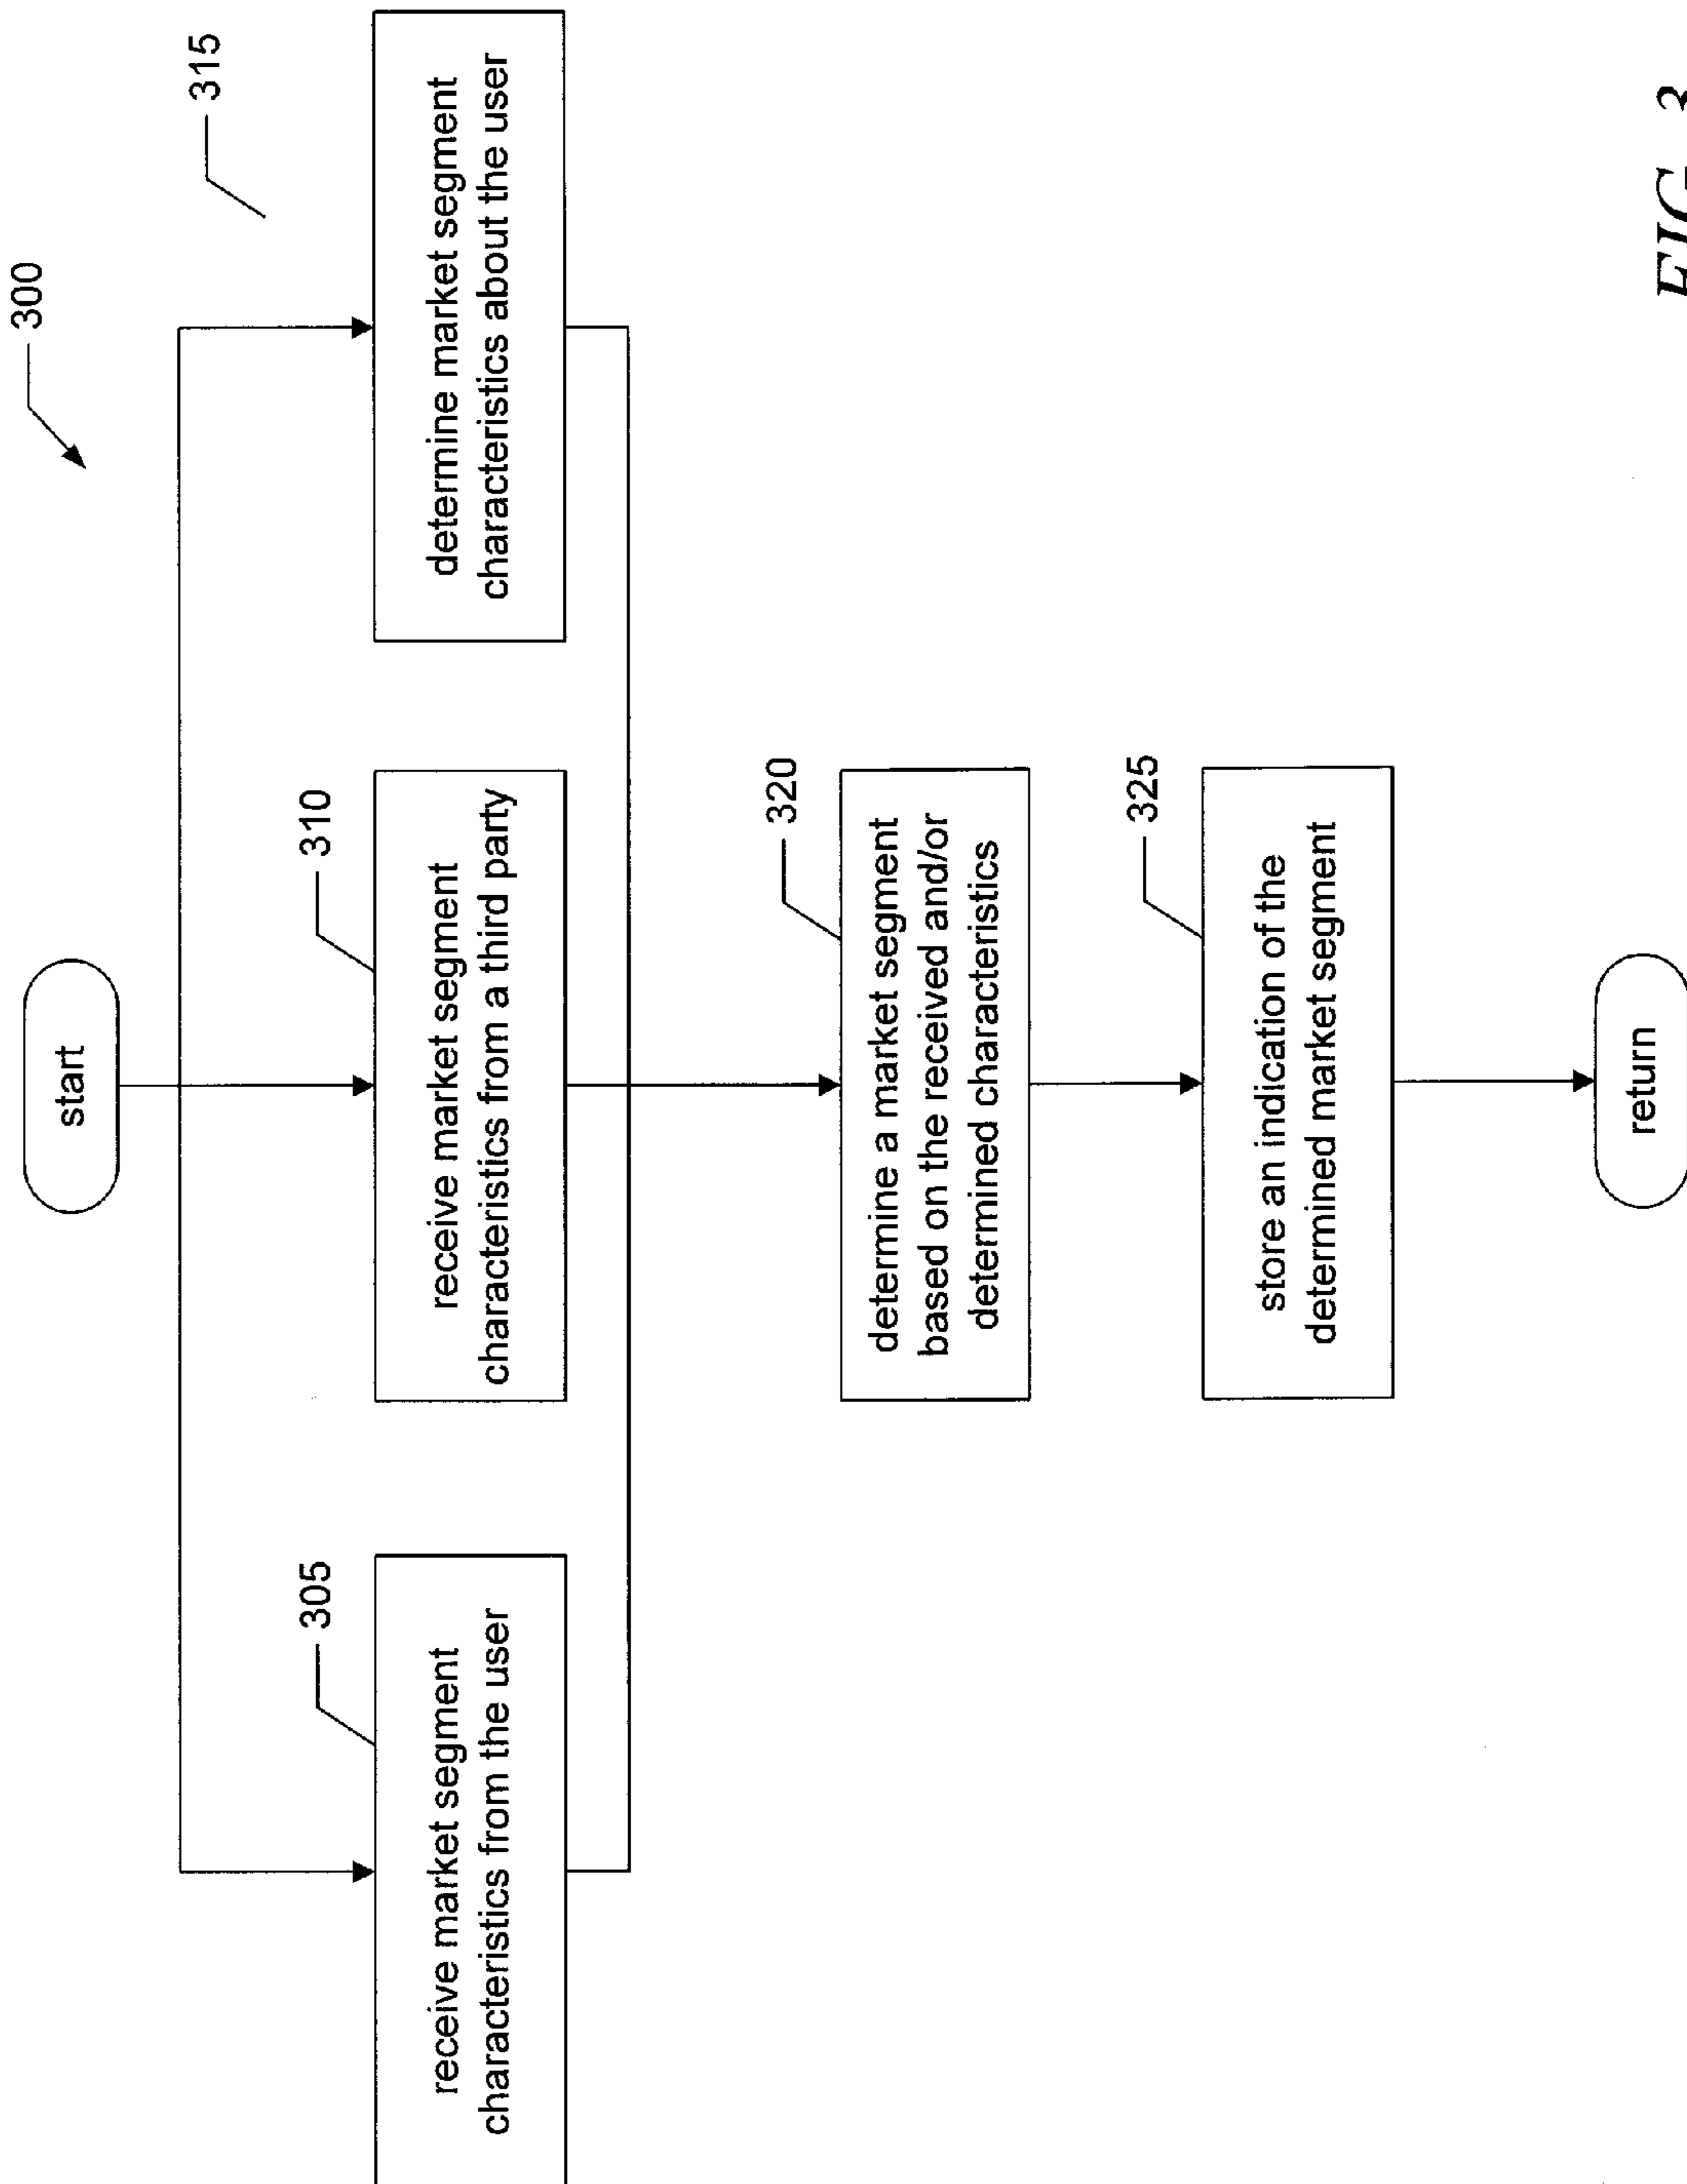 300
start
305
receive market segment
characteristics from the user
310
receive market segment
characteristics from a third party
315
determine market segment
characteristics about the user
320
determine a market segment
based on the received and/or
determined characteristics
325
store an indication of the
determined market segment
return
FIG. 3